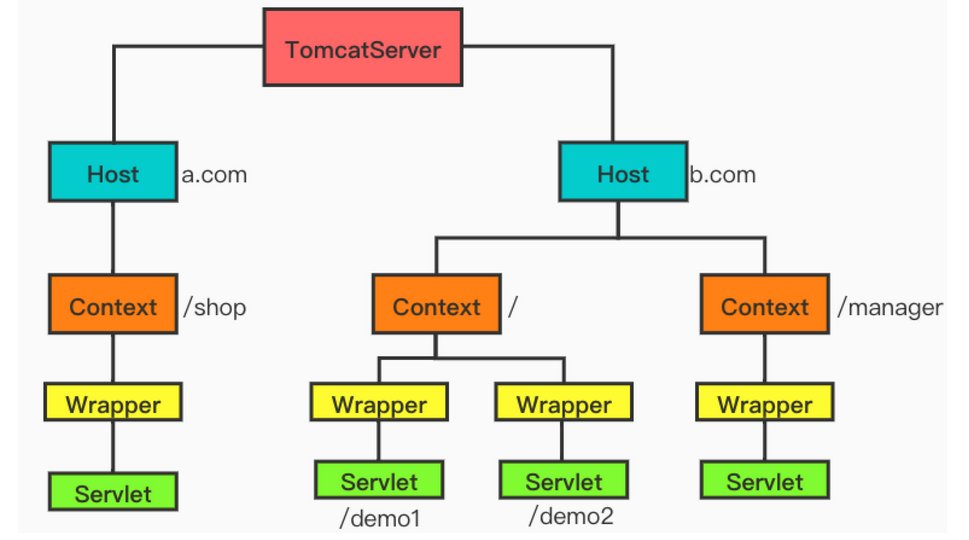 TomcatServer
Host a.com
Host b.com
Context /shop
Context /
Context /manager
Wrapper
Wrapper
Wrapper
Wrapper
Servlet
Servlet
Servlet
Servlet
/demo1
/demo2